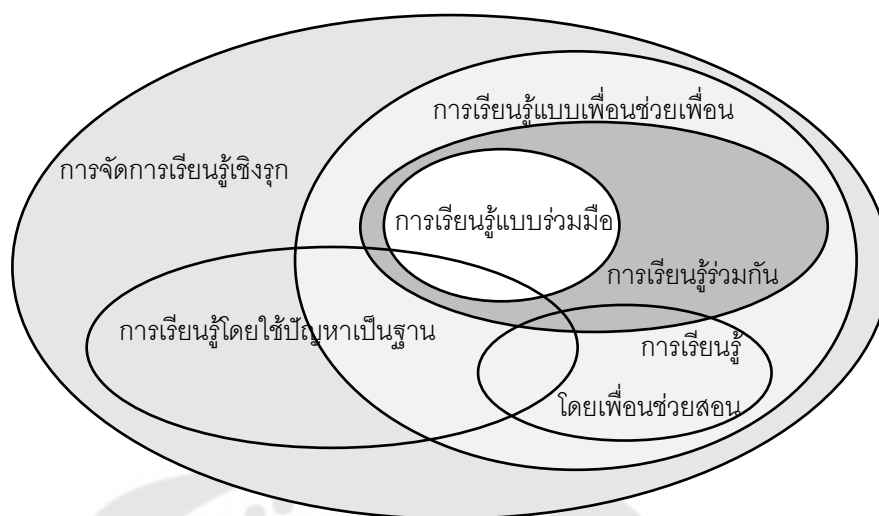 การเรียนรู้แบบเพื่อนช่วยเพื่อน
การจัดการเรียนรู้เชิงรุก
การเรียนรู้แบบร่วมมือ
การเรียนรู้ร่วมกัน
การเรียนรู้โดยใช้ปัญหาเป็นฐาน
การเรียนรู้
โดยเพื่อนช่วยสอน